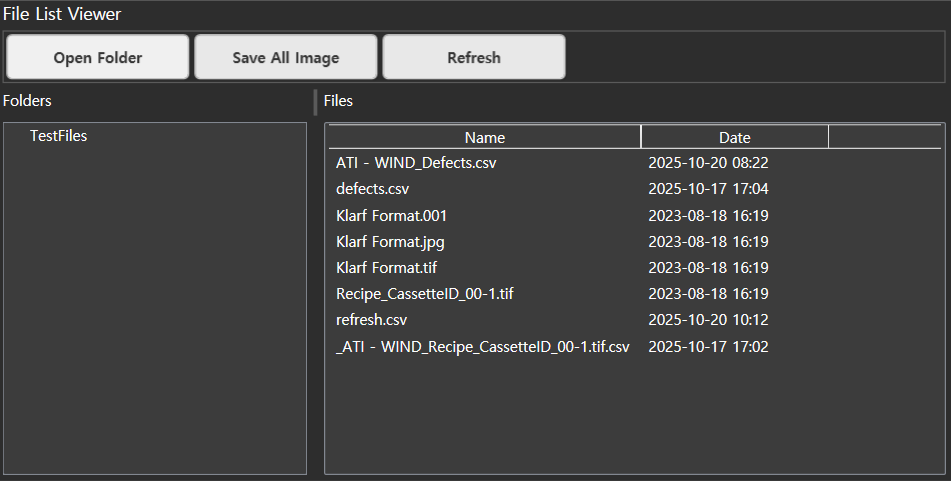 File List Viewer
Open Folder Save All Image Refresh
Folders Files
TestFiles
Name Date
ATI - WIND_Defects.csv 2025-10-20 08:22
defects.csv 2025-10-17 17:04
Klarf Format.001 2023-08-18 16:19
Klarf Format.jpg 2023-08-18 16:19
Klarf Format.tif 2023-08-18 16:19
Recipe_CassetteID_00-1.tif 2023-08-18 16:19
refresh.csv 2025-10-20 10:12
_ATI - WIND_Recipe_CassetteID_00-1.tif.csv 2025-10-17 17:02